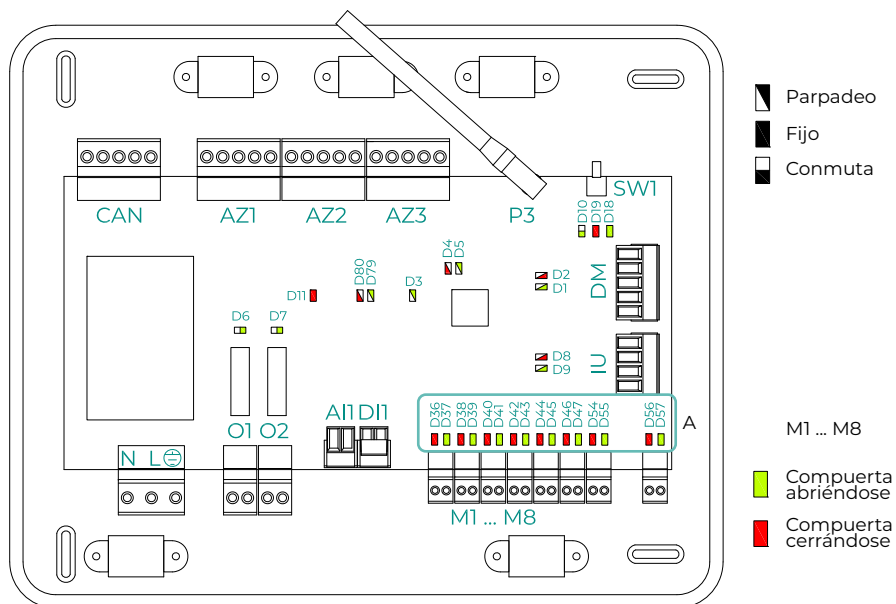 Parpadeo
Fijo
Conmuta
SW1
CAN
AZ1
AZ2
AZ3
P3
D10
D19
D18
D4
D5
D80
D79
D3
D11
D2
D1
DM
D6
D7
D8
D9
IU
D36
D37
D38
D39
D40
D41
D42
D43
D44
D45
D46
D47
D54
D55
D56
D57
A
AI1
DI1
O1
O2
N L
M1 ... M8
M1 ... M8
Compuerta
abriéndose
Compuerta
cerrándose